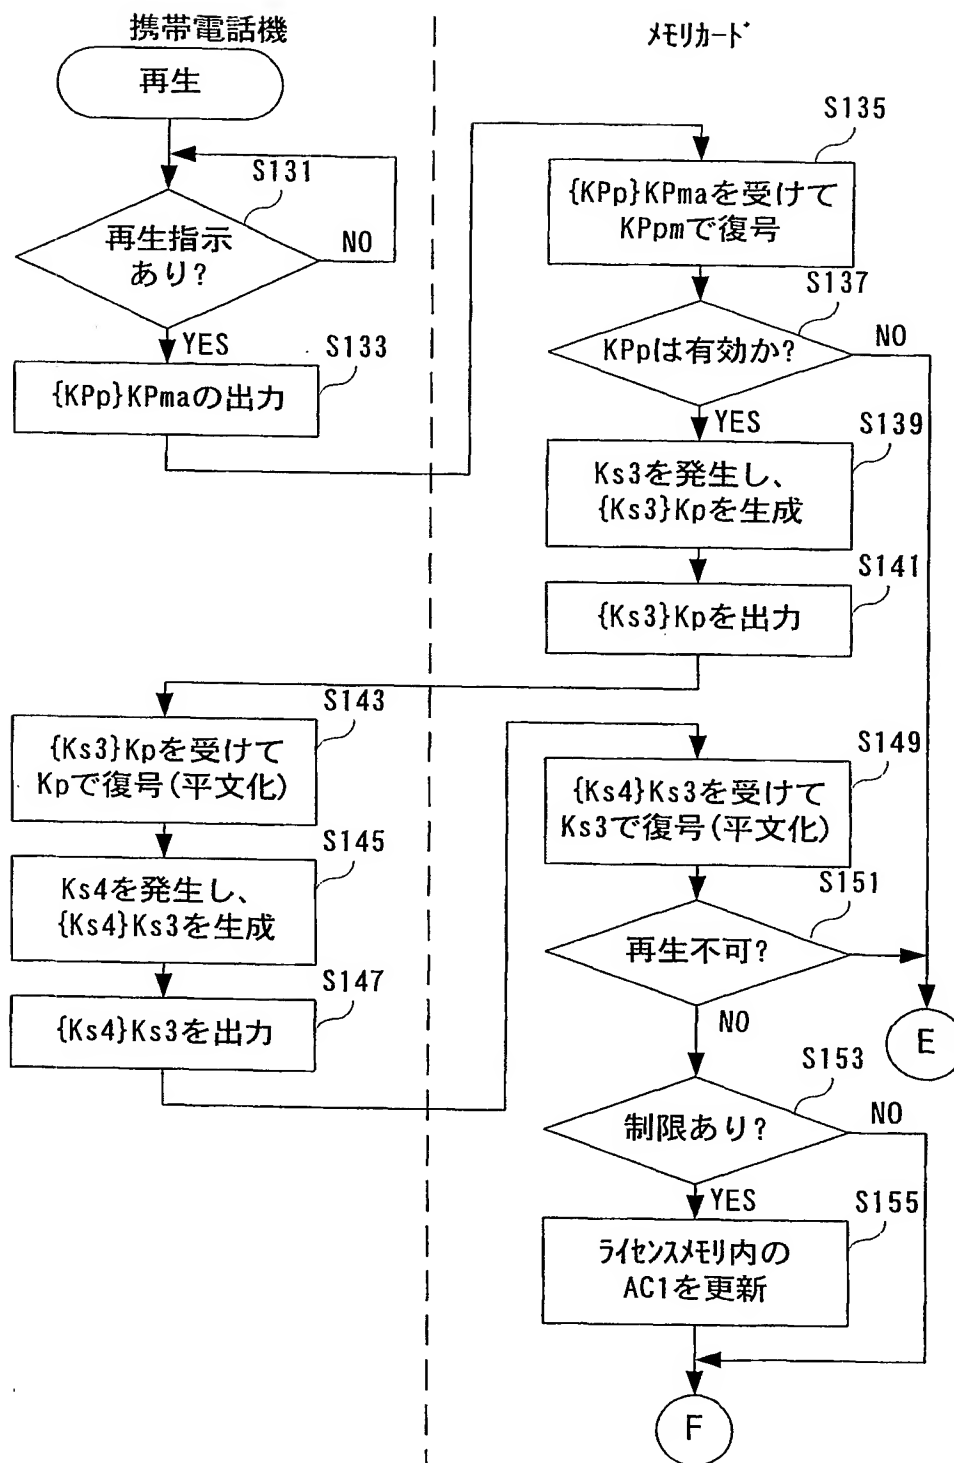 携帯電話機
再生
S131
再生指示
あり?
NO
YES
S133
{KPp}KPmaの出力
S143
{Ks3}Kpを受けて
Kpで復号(平文化)
S145
Ks4を発生し、
{Ks4}Ks3を生成
S147
{Ks4}Ks3を出力
ﾒﾓﾘｶｰﾄﾞ
S135
{KPp}KPmaを受けて
KPpmで復号
S137
KPpは有効か?
NO
YES
S139
Ks3を発生し、
{Ks3}Kpを生成
S141
{Ks3}Kpを出力
S149
{Ks4}Ks3を受けて
Ks3で復号(平文化)
S151
再生不可?
NO
E
S153
制限あり?
NO
YES
S155
ﾗｲｾﾝｽﾒﾓﾘ内の
AC1を更新
F